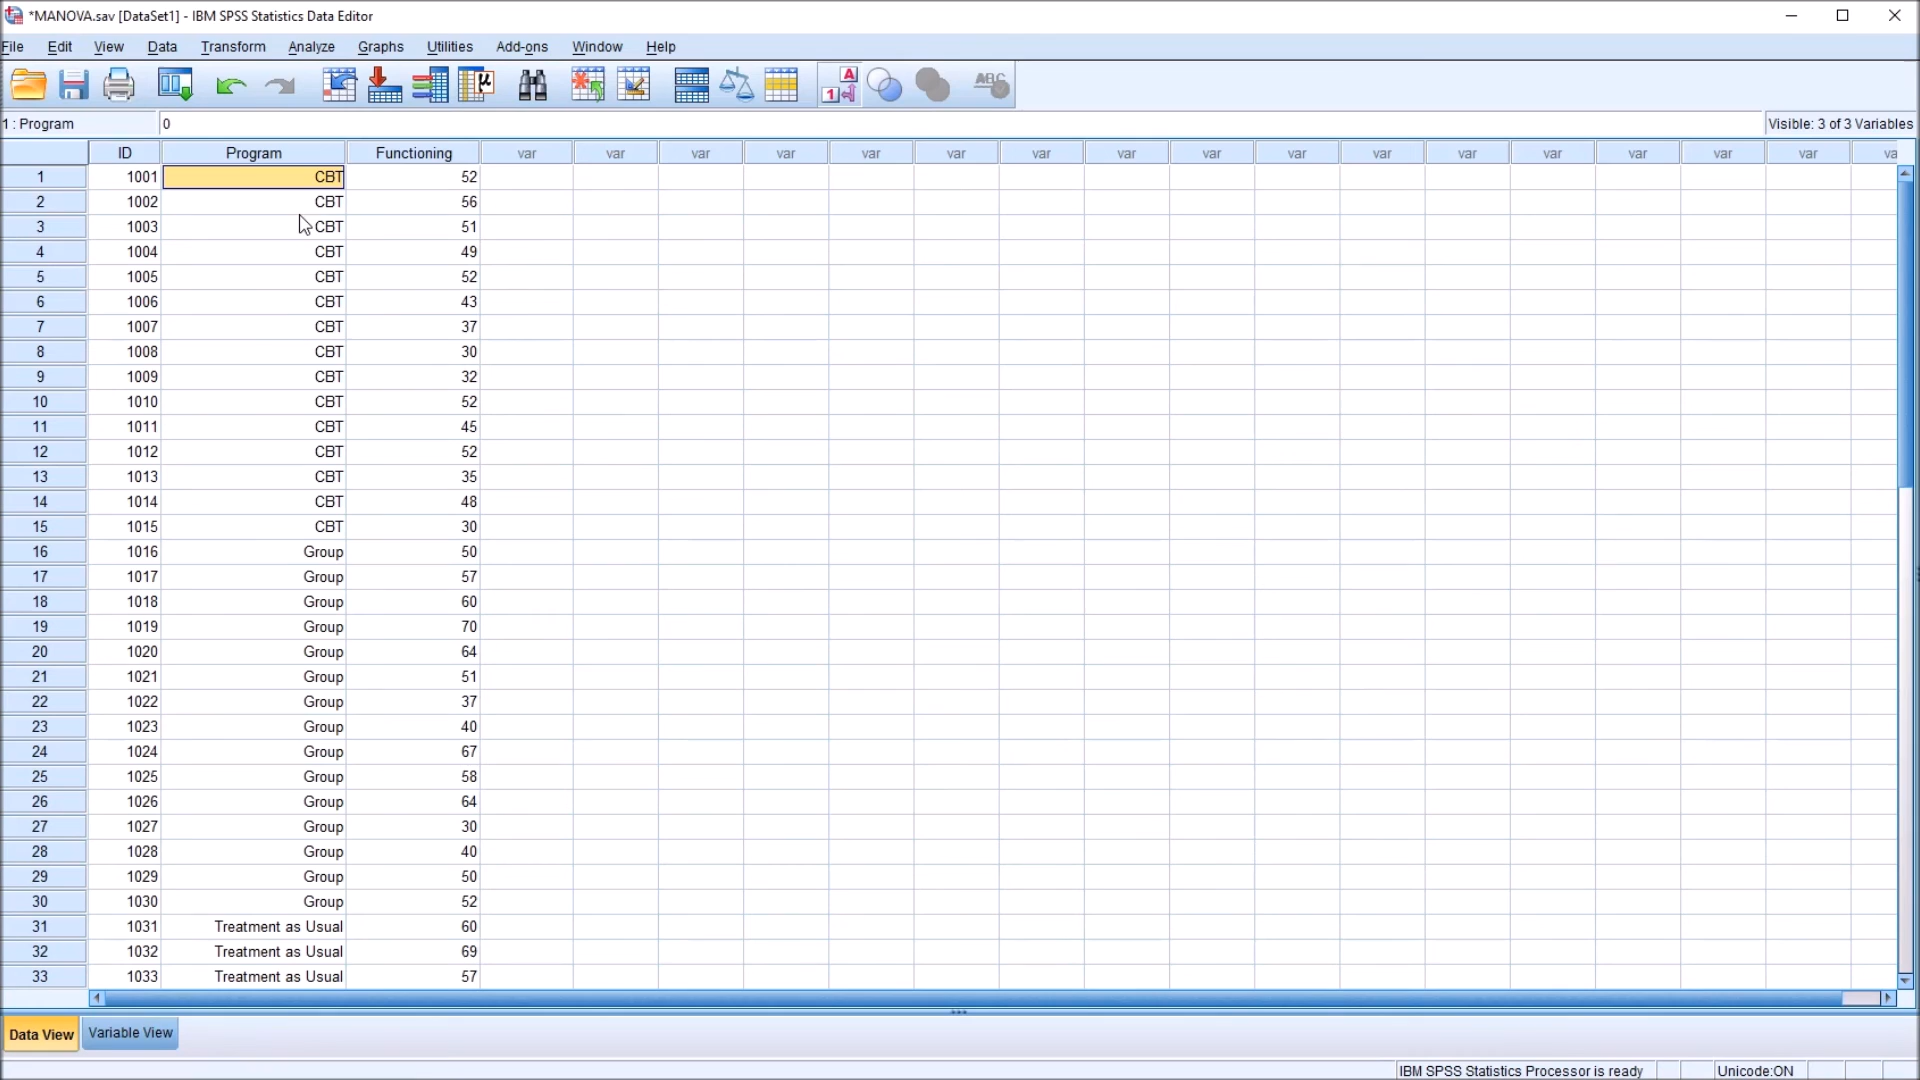 *MANOVA.sav [DataSet1] - IBM SPSS Statistics Data Editor
File Edit View Data Transform Analyze Graphs Utilities Add-ons Window Help
1 : Program 0 Visible: 3 of 3 Variables
ID Program Functioning var var var var var var var var var var var var var var var var va
1 1001 CBT 52
2 1002 CBT 56
3 1003 CBT 51
4 1004 CBT 49
5 1005 CBT 52
6 1006 CBT 43
7 1007 CBT 37
8 1008 CBT 30
9 1009 CBT 32
10 1010 CBT 52
11 1011 CBT 45
12 1012 CBT 52
13 1013 CBT 35
14 1014 CBT 48
15 1015 CBT 30
16 1016 Group 50
17 1017 Group 57
18 1018 Group 60
19 1019 Group 70
20 1020 Group 64
21 1021 Group 51
22 1022 Group 37
23 1023 Group 40
24 1024 Group 67
25 1025 Group 58
26 1026 Group 64
27 1027 Group 30
28 1028 Group 40
29 1029 Group 50
30 1030 Group 52
31 1031 Treatment as Usual 60
32 1032 Treatment as Usual 69
33 1033 Treatment as Usual 57
Data View Variable View
IBM SPSS Statistics Processor is ready Unicode:ON